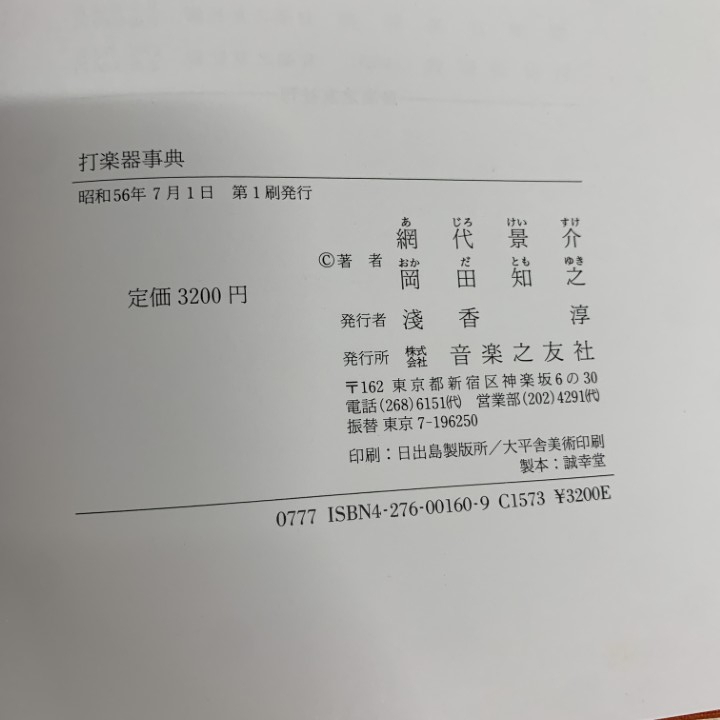 打楽器事典
昭和56年7月1日　第1刷発行
定価 3200 円
あ じろ けい すけ
網代景介
©著者
おか だ とも ゆき
岡田知之
発行者 淺香 淳
発行所 株式会社 音楽之友社
〒162 東京都新宿区神楽坂6の30
電話(268)6151㈹ 営業部(202)4291㈹
振替 東京 7-196250
印刷：日出島製版所／大平舎美術印刷
製本：誠幸堂
0777 ISBN4-276-00160-9 C1573 ¥3200E